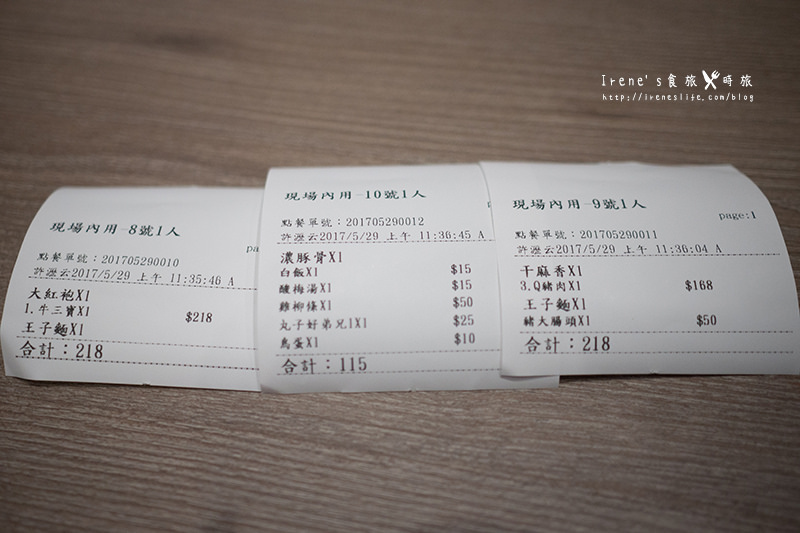 Irene's食旅 時旅
http://ireneslife.com/blog
現場內用-8號1人
pa
點餐單號：201705290010
許瀅云2017/5/29 上午 11:35:46 A
大紅袍X1
1.牛三寶X1 $218
王子麵X1
合計：218
現場內用-10號1人
點餐單號：201705290012
許瀅云2017/5/29 上午 11:36:45 A
濃豚骨X1
白飯X1 $15
酸梅湯X1 $15
雞柳條X1 $50
丸子好弟兄1X1 $25
鳥蛋X1 $10
合計：115
現場內用-9號1人
page:1
點餐單號：201705290011
許瀅云2017/5/29 上午 11:36:04 A
干麻香X1
3.Q豬肉X1 $168
王子麵X1
豬大腸頭X1 $50
合計：218